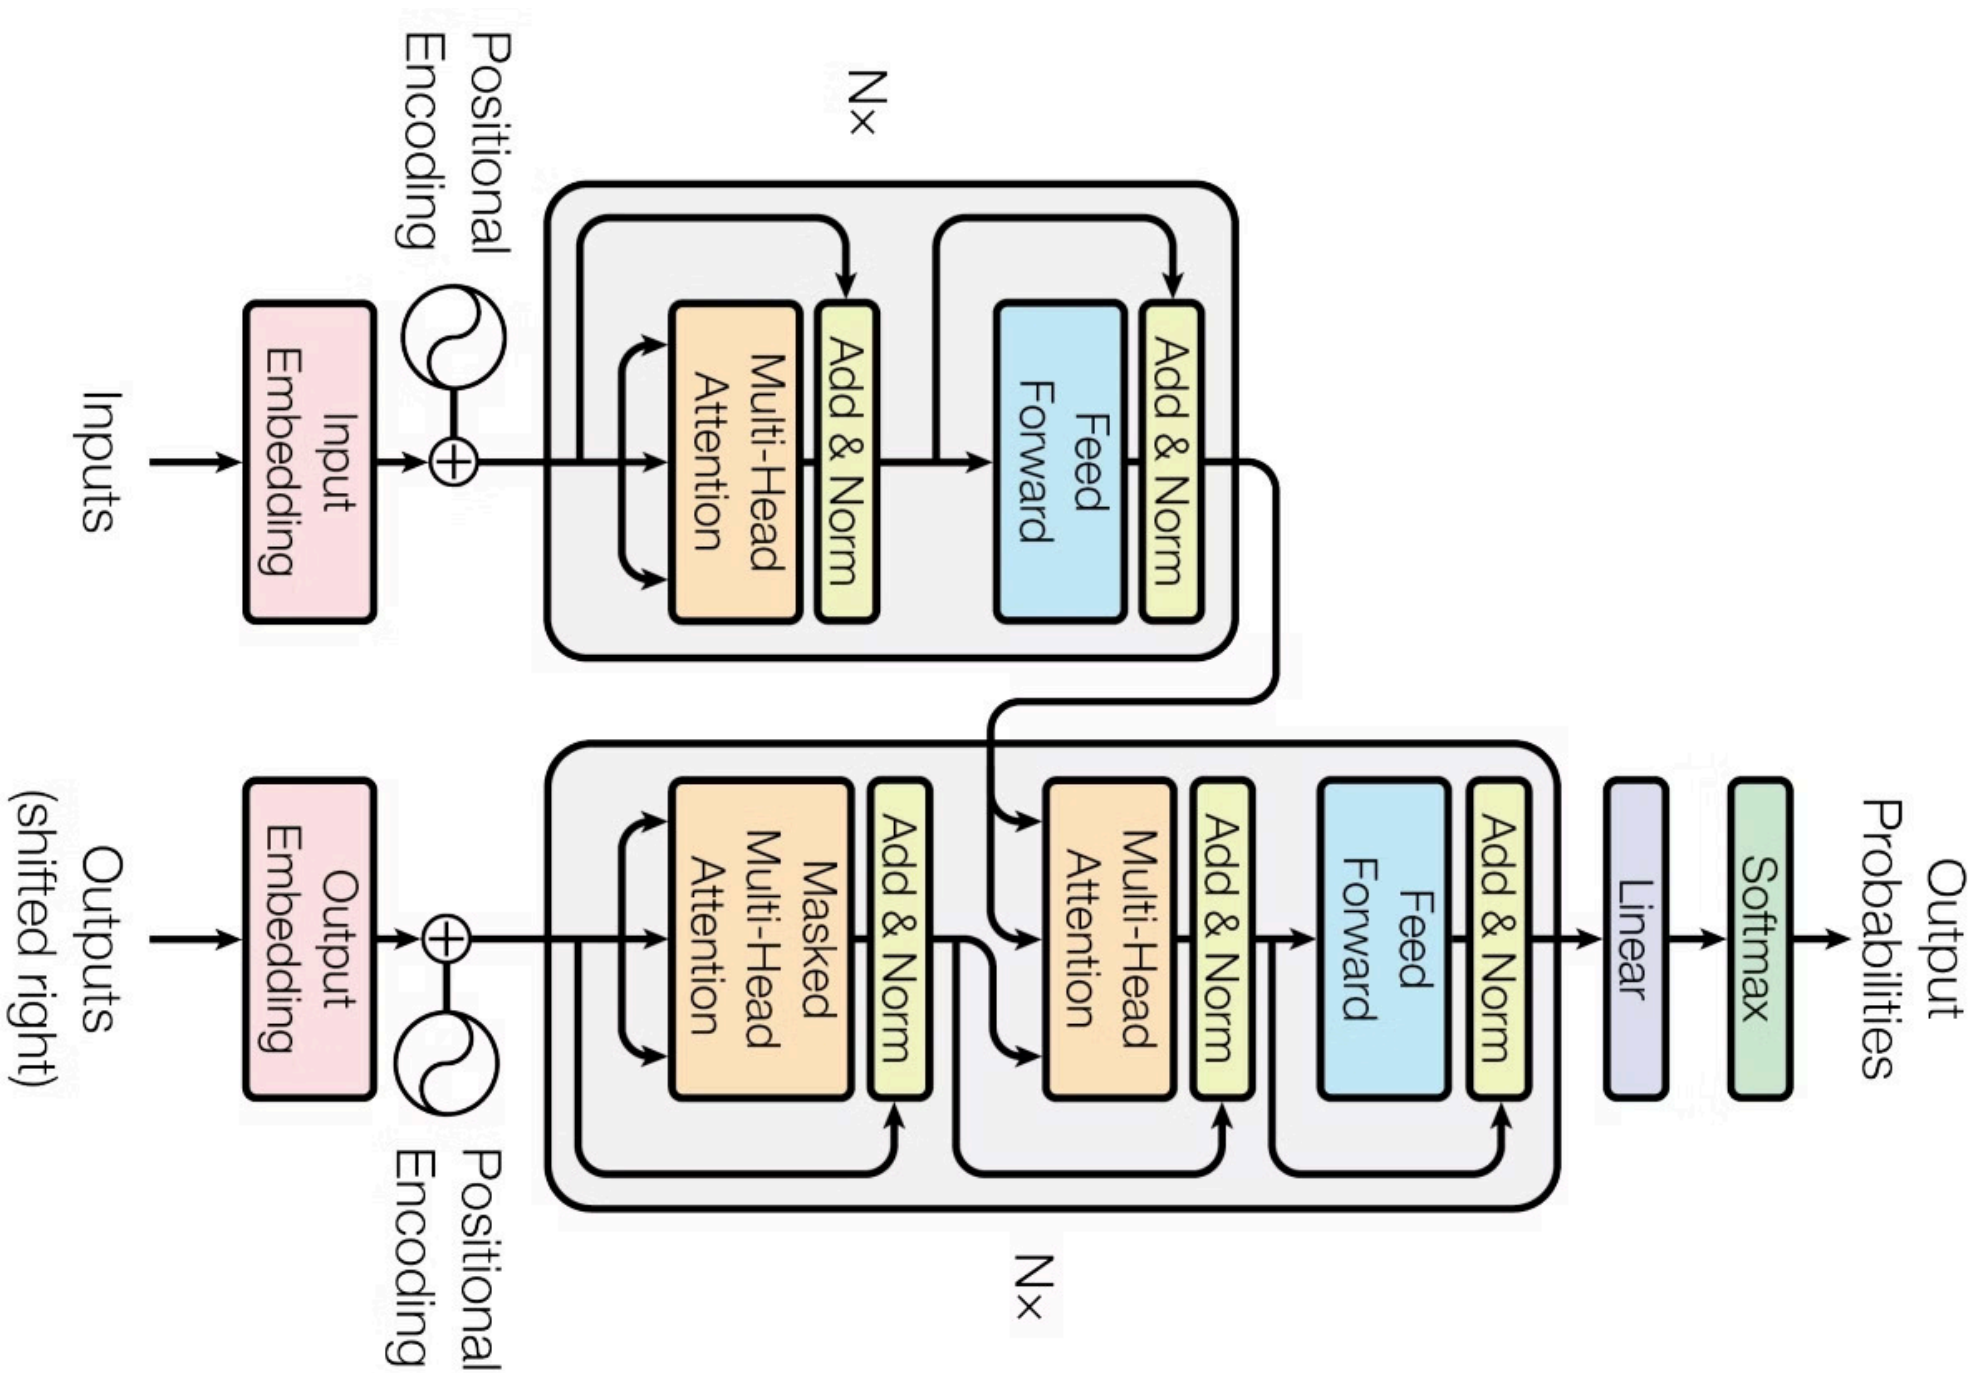 Output
Probabilities
Softmax
Linear
Add & Norm
Feed
Forward
Add & Norm
Multi-Head
Attention
Add & Norm
Masked
Multi-Head
Attention
Nx
Positional
Encoding
Output
Embedding
Outputs
(shifted right)
Add & Norm
Feed
Forward
Add & Norm
Multi-Head
Attention
Nx
Positional
Encoding
Input
Embedding
Inputs